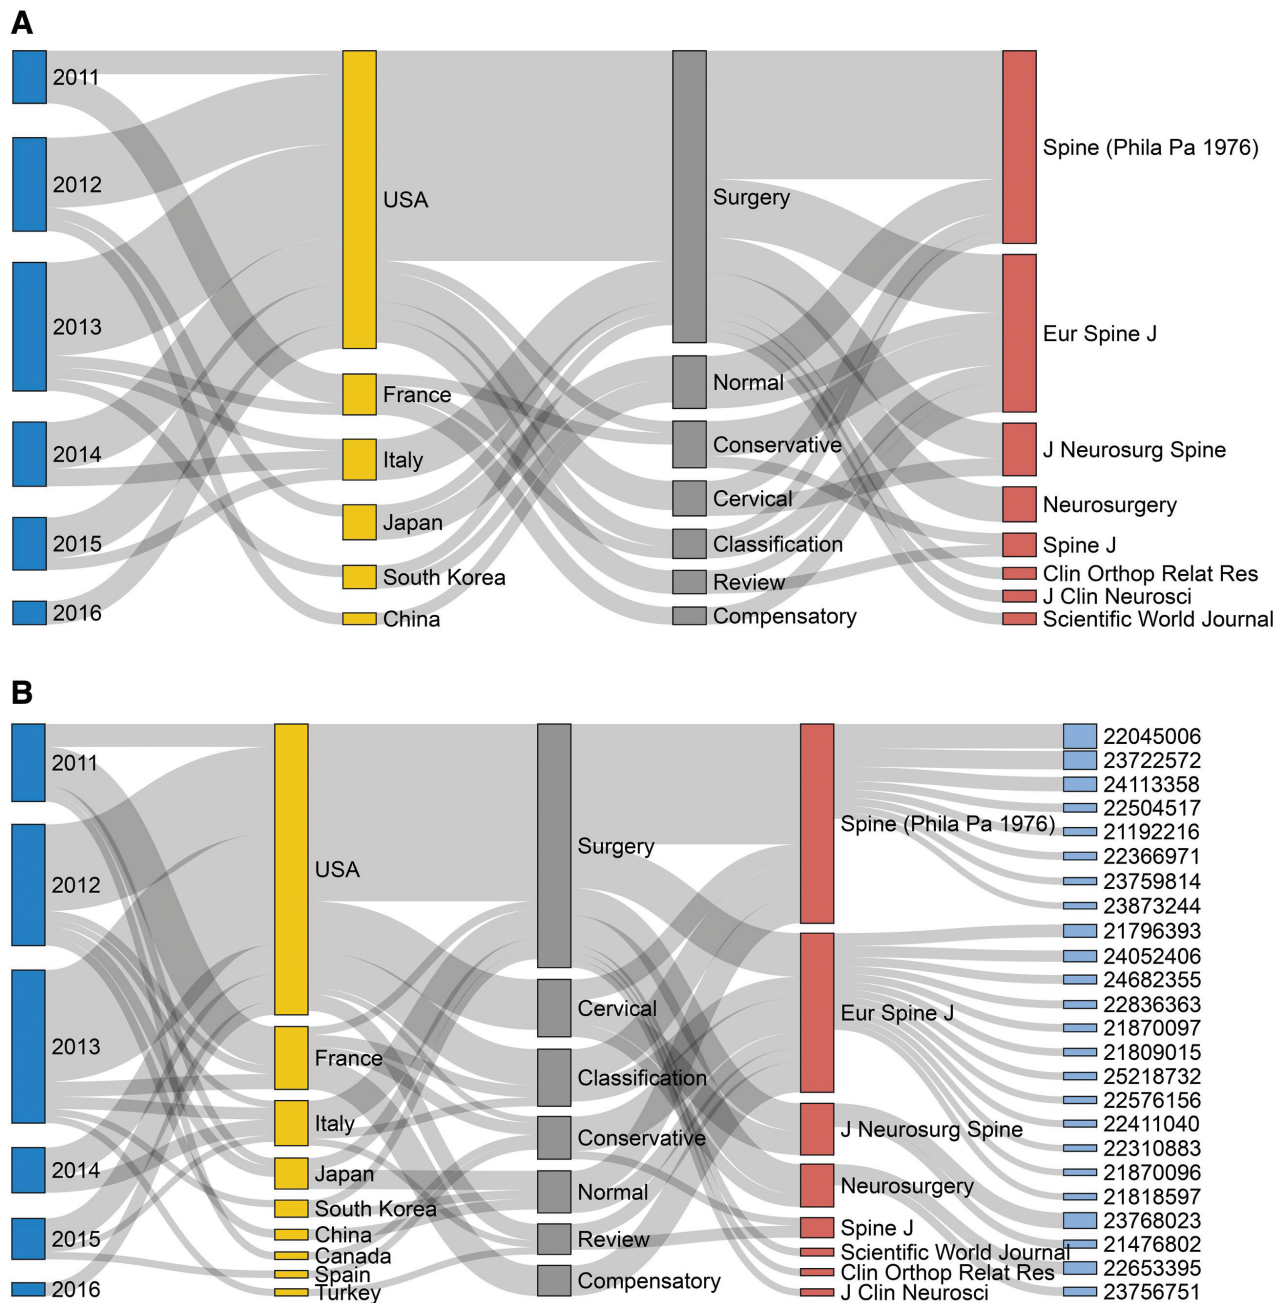 A
2011
2012
2013
2014
2015
2016
USA
France
Italy
Japan
South Korea
China
Surgery
Normal
Conservative
Cervical
Classification
Review
Compensatory
Spine (Phila Pa 1976)
Eur Spine J
J Neurosurg Spine
Neurosurgery
Spine J
Clin Orthop Relat Res
J Clin Neurosci
Scientific World Journal
B
2011
2012
2013
2014
2015
2016
USA
France
Italy
Japan
South Korea
China
Canada
Spain
Turkey
Surgery
Cervical
Classification
Conservative
Normal
Review
Compensatory
Spine (Phila Pa 1976)
Eur Spine J
J Neurosurg Spine
Neurosurgery
Spine J
Scientific World Journal
Clin Orthop Relat Res
J Clin Neurosci
22045006
23722572
24113358
22504517
21192216
22366971
23759814
23873244
21796393
24052406
24682355
22836363
21870097
21809015
25218732
22576156
22411040
22310883
21870096
21818597
23768023
21476802
22653395
23756751